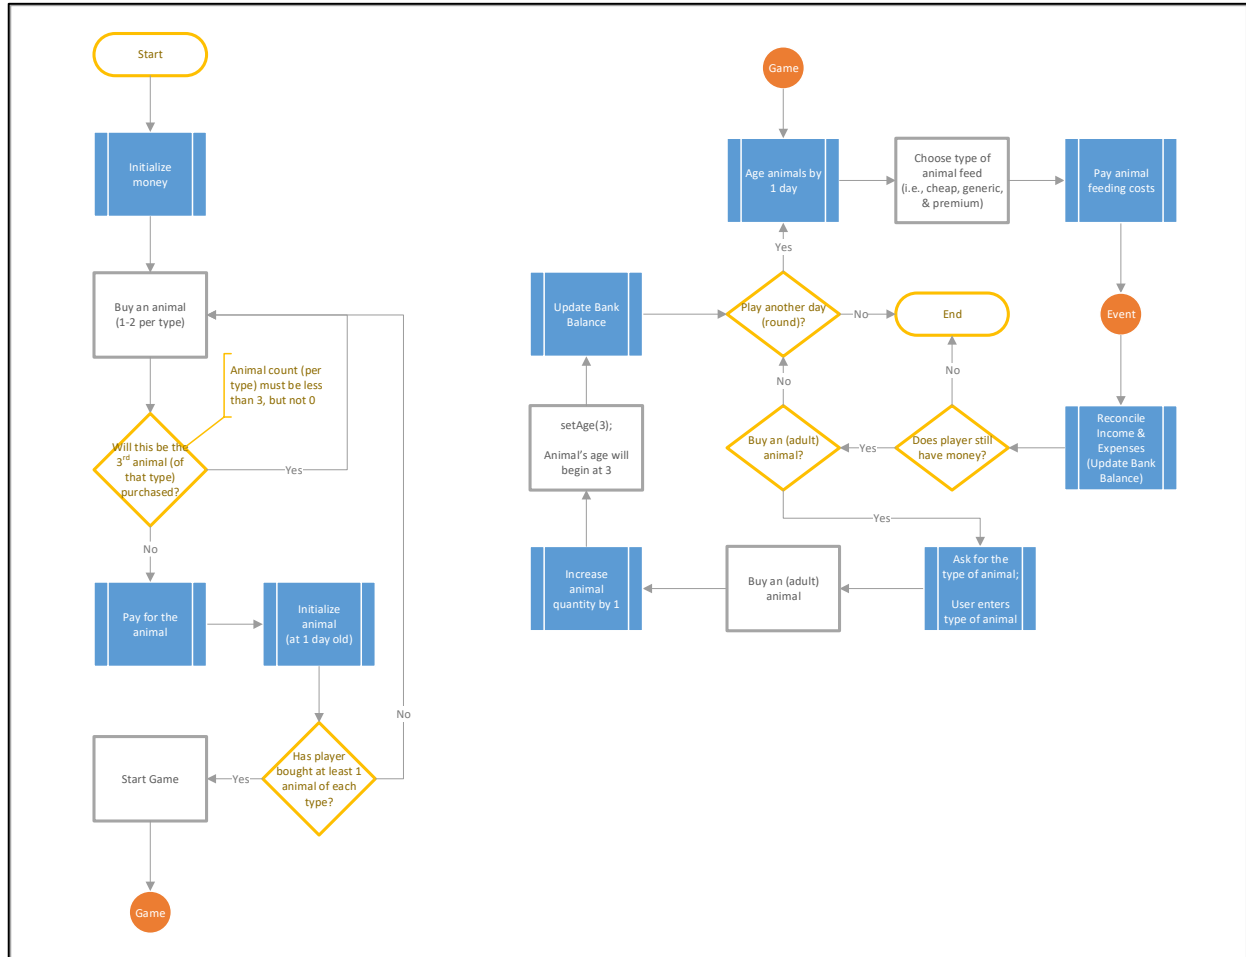 Start
Initialize
money
Buy an animal
(1-2 per type)
Animal count (per
type) must be less
than 3, but not 0
Will this be the
3rd animal (of
that type)
purchased?
Yes
No
Pay for the
animal
Initialize
animal
(at 1 day old)
No
Has player
bought at least 1
animal of each
type?
Yes
Start Game
Game
Game
Age animals by
1 day
Choose type of
animal feed
(i.e., cheap, generic,
& premium)
Pay animal
feeding costs
Yes
Update Bank
Balance
Play another day
(round)?
No
End
Event
No
No
setAge(3);
Animal's age will
begin at 3
Buy an (adult)
animal?
Yes
Does player still
have money?
Reconcile
Income &
Expenses
(Update Bank
Balance)
Yes
Increase
animal
quantity by 1
Buy an (adult)
animal
Ask for the
type of animal;
User enters
type of animal